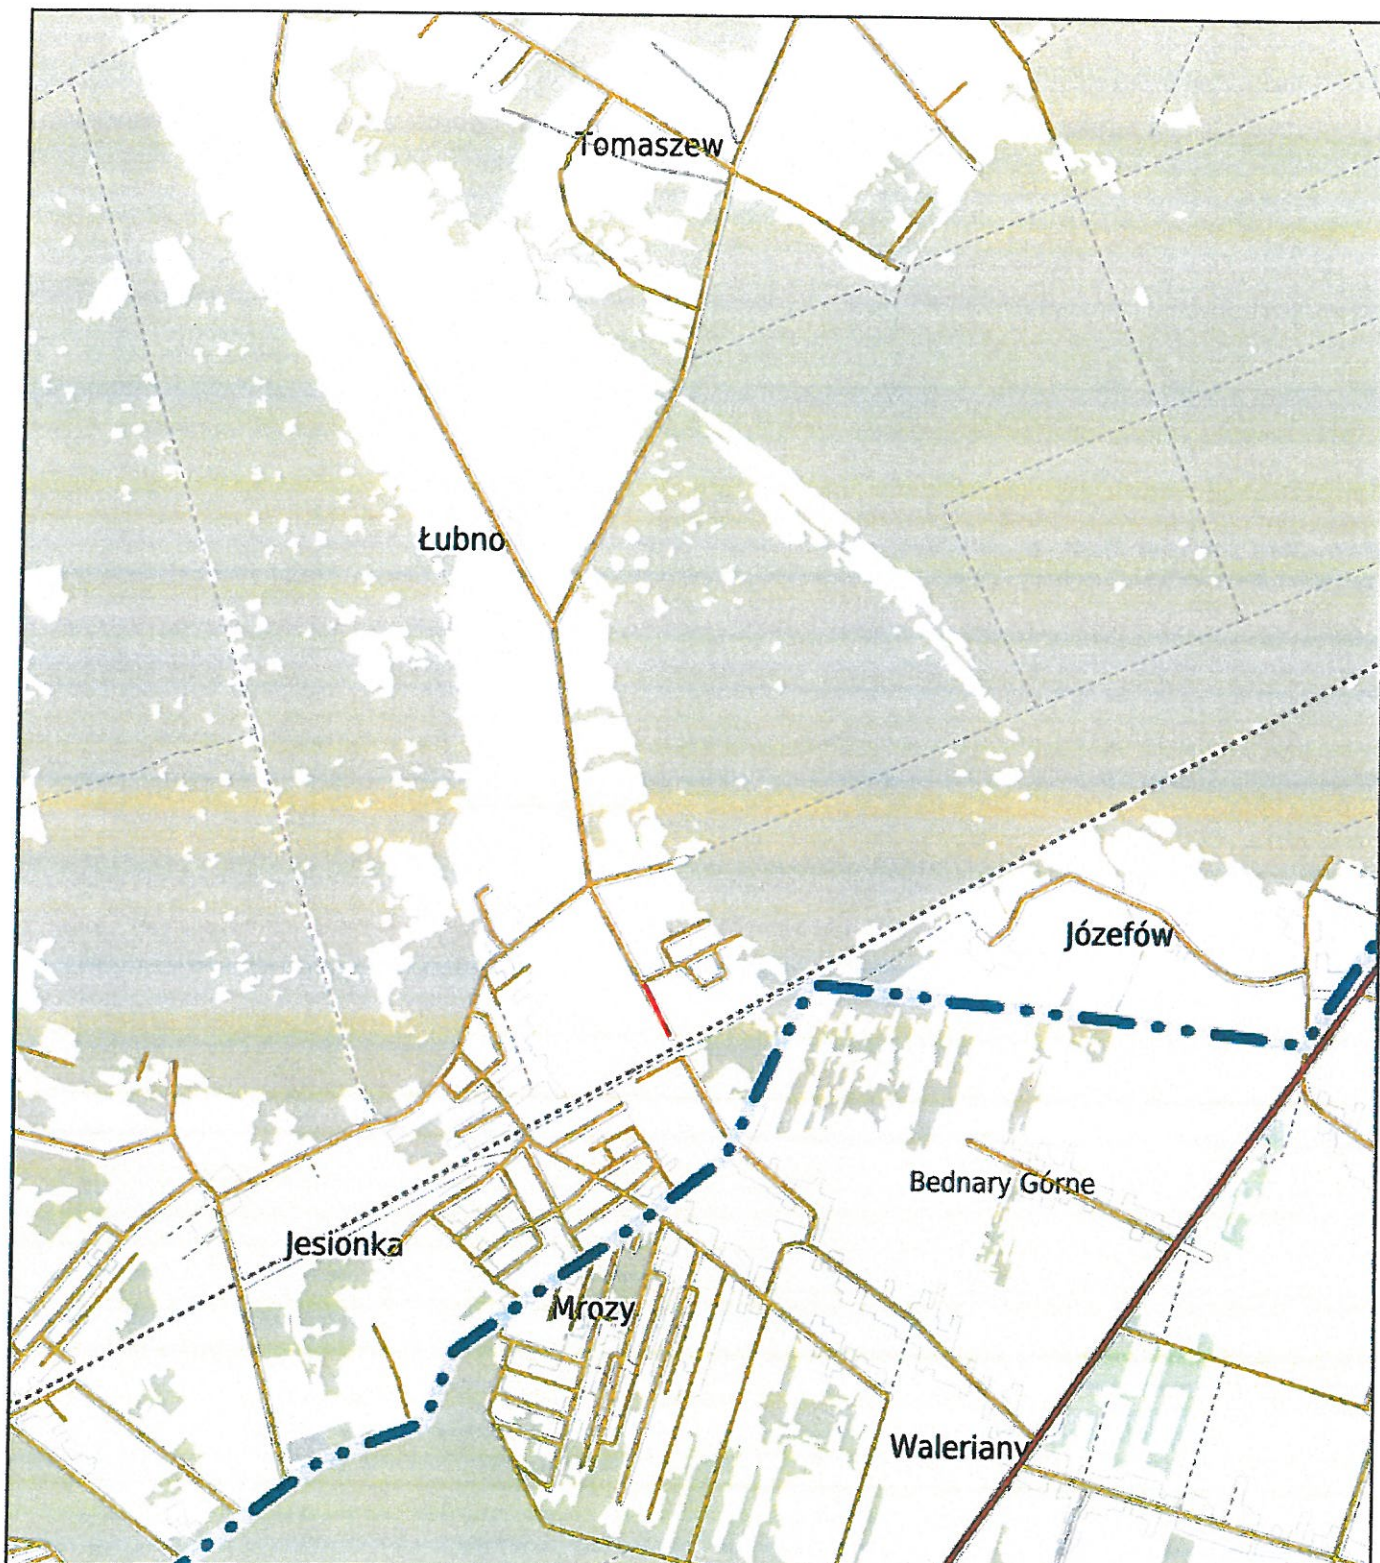 Tomaszew
Łubno
Józefów
Bednary Górne
Jesionka
Mrozy
Waleriany